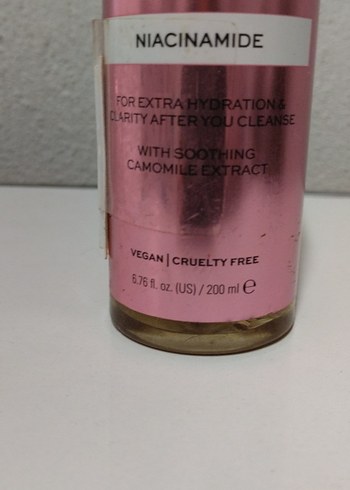 NIACINAMIDE
FOR EXTRA HYDRATION &
CLARITY AFTER YOU CLEANSE
WITH SOOTHING
CAMOMILE EXTRACT
VEGAN | CRUELTY FREE
6.76 fl. oz. (US) / 200 ml ℮